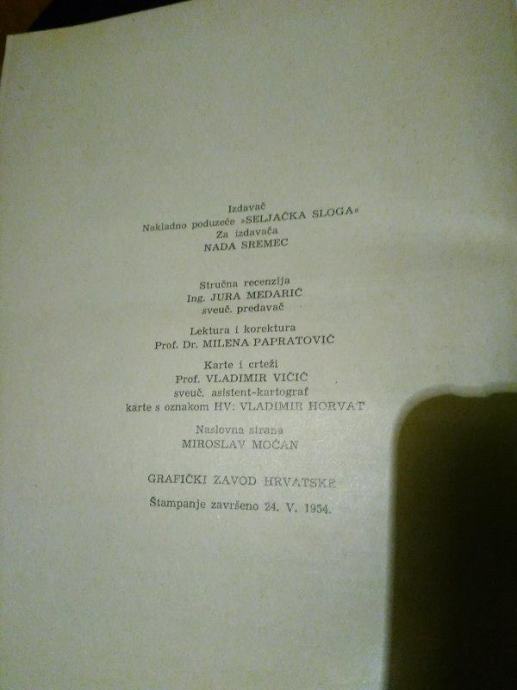 Izdavač
Nakladno poduzeće »SELJAČKA SLOGA«
Za izdavača
NADA SREMEC
Stručna recenzija
Ing. JURA MEDARIĆ
sveuč. predavač
Lektura i korektura
Prof. Dr. MILENA PAPRATOVIĆ
Karte i crteži
Prof. VLADIMIR VIČIĆ
sveuč. asistent-kartograf
karte s oznakom HV: VLADIMIR HORVAT
Naslovna strana
MIROSLAV MOČAN
GRAFIČKI ZAVOD HRVATSKE
Štampanje završeno 24. V. 1954.